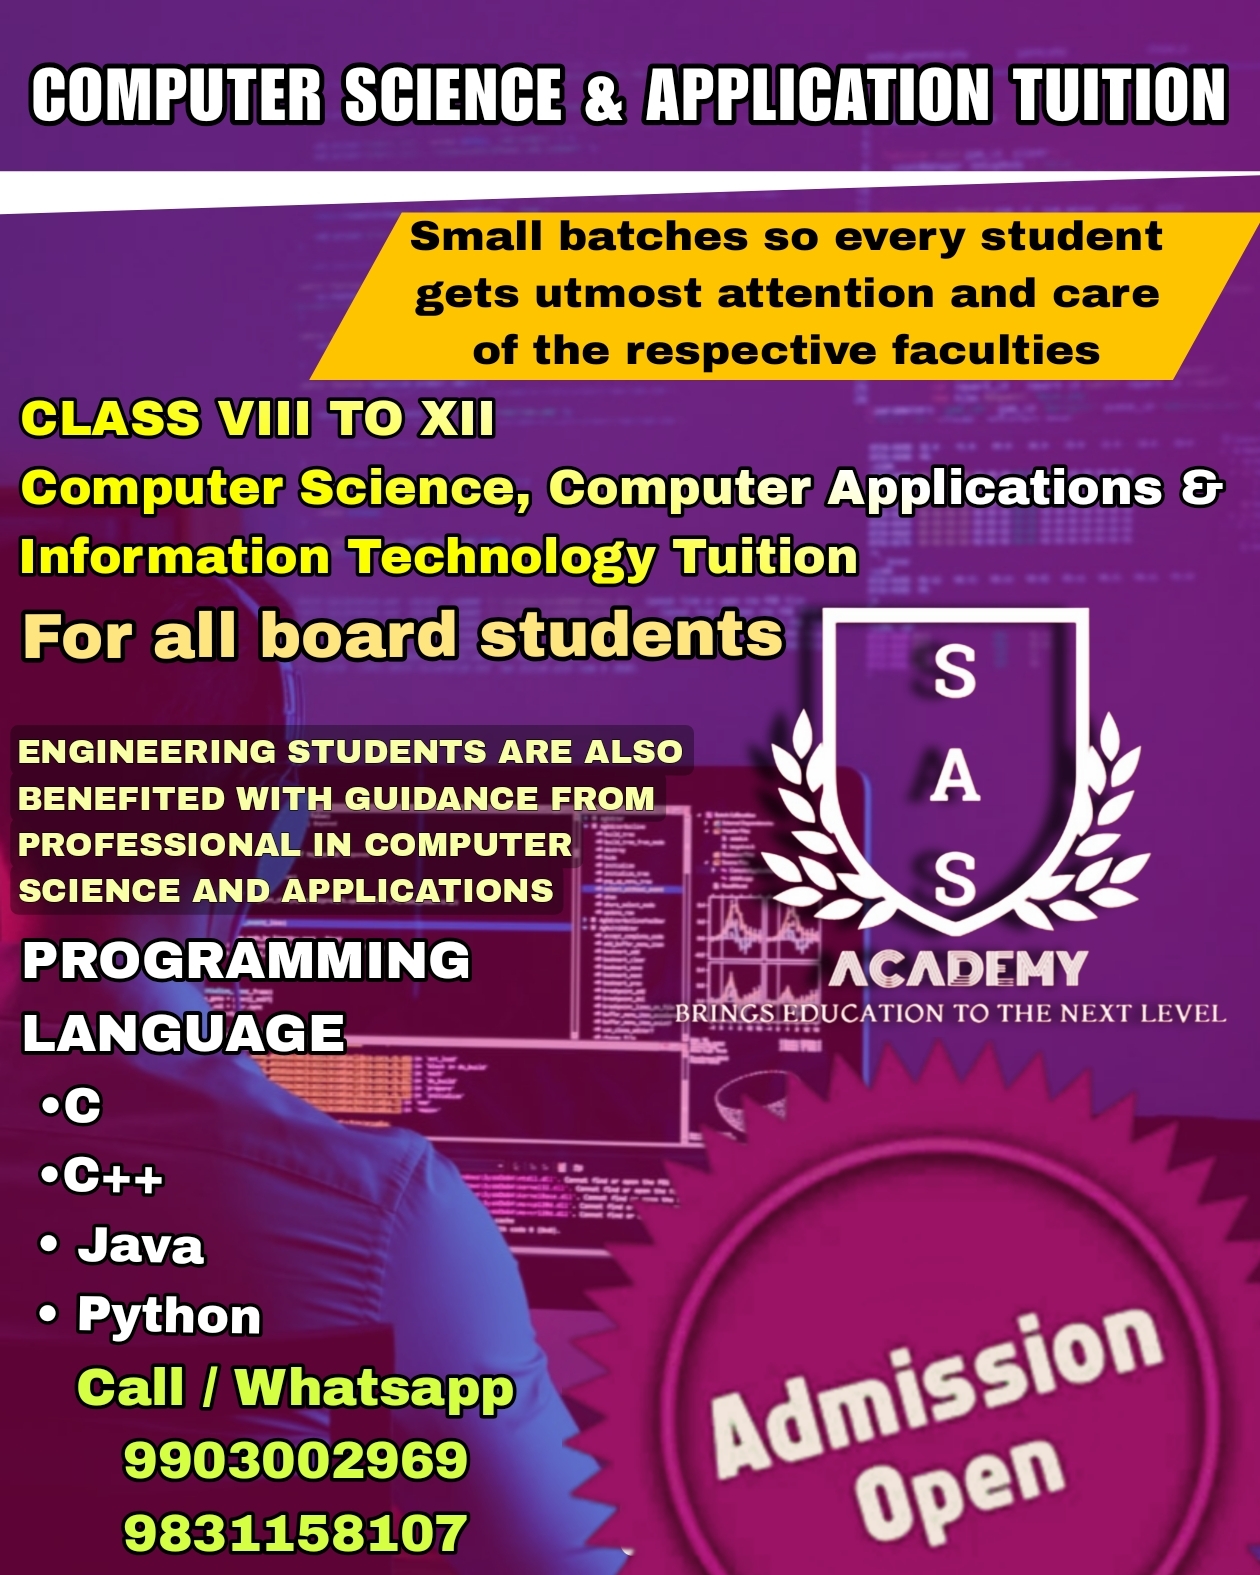 COMPUTER SCIENCE & APPLICATION TUITION
Small batches so every student
gets utmost attention and care
of the respective faculties
CLASS VIII TO XII
Computer Science, Computer Applications &
Information Technology Tuition
For all board students
ENGINEERING STUDENTS ARE ALSO
BENEFITED WITH GUIDANCE FROM
PROFESSIONAL IN COMPUTER
SCIENCE AND APPLICATIONS
S
A
S
ACADEMY
BRINGS EDUCATION TO THE NEXT LEVEL
PROGRAMMING
LANGUAGE
•C
•C++
• Java
• Python
Call / Whatsapp
9903002969
9831158107
Admission
Open